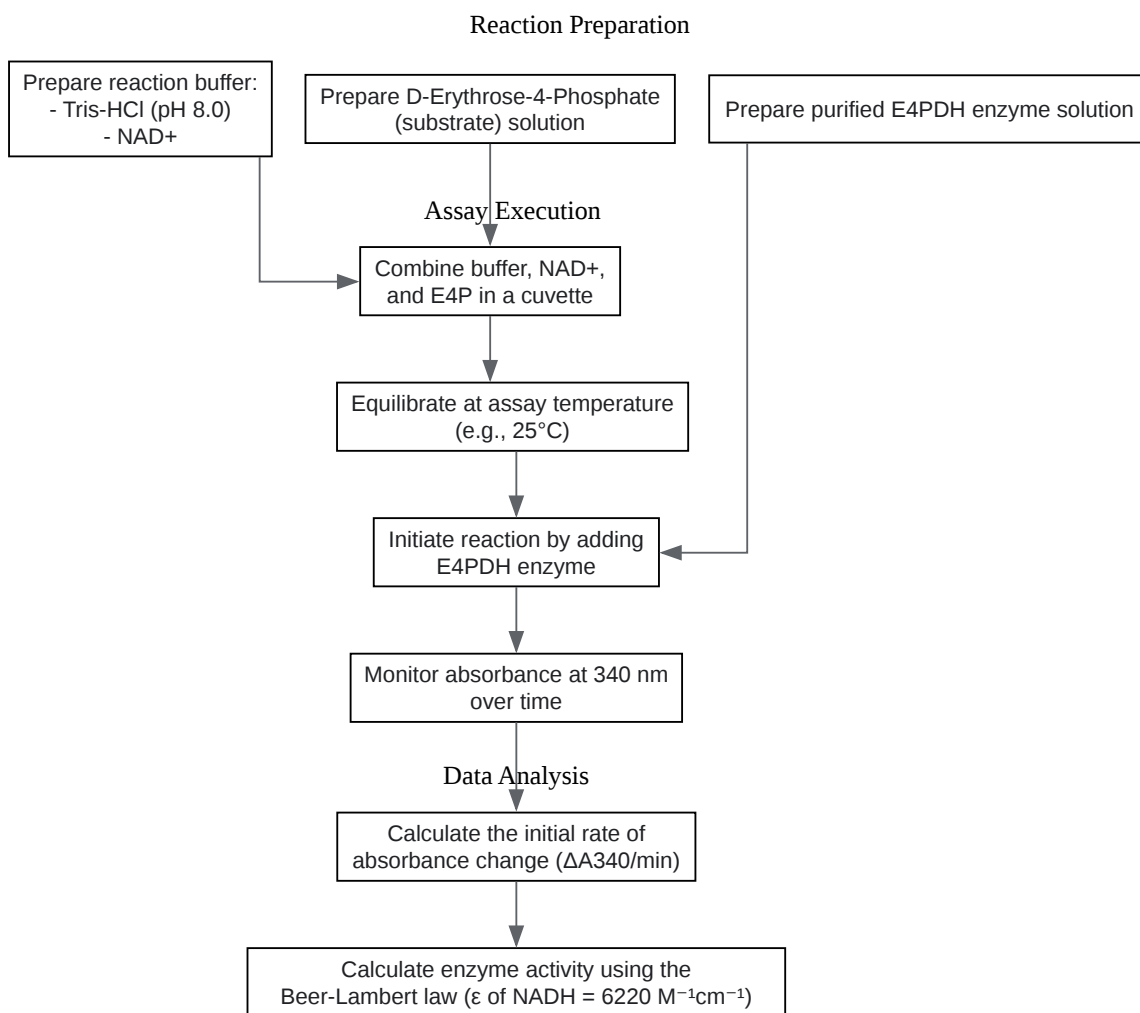 Reaction Preparation
Prepare reaction buffer:
- Tris-HCl (pH 8.0)
- NAD+
Prepare D-Erythrose-4-Phosphate
(substrate) solution
Prepare purified E4PDH enzyme solution
Assay Execution
Combine buffer, NAD+,
and E4P in a cuvette
Equilibrate at assay temperature
(e.g., 25°C)
Initiate reaction by adding
E4PDH enzyme
Monitor absorbance at 340 nm
over time
Data Analysis
Calculate the initial rate of
absorbance change (ΔA340/min)
Calculate enzyme activity using the
Beer-Lambert law (ε of NADH = 6220 M⁻¹cm⁻¹)